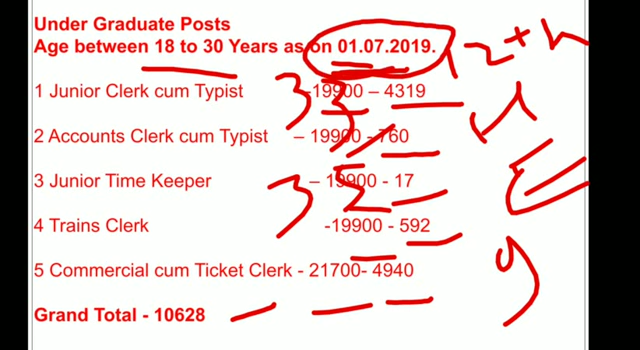 Under Graduate Posts
Age between 18 to 30 Years as on 01.07.2019.
12th
1 Junior Clerk cum Typist -19900 – 4319
2 Accounts Clerk cum Typist – 19900 - 760
3 Junior Time Keeper – 19900 - 17
4 Trains Clerk -19900 - 592
5 Commercial cum Ticket Clerk - 21700- 4940
Grand Total - 10628